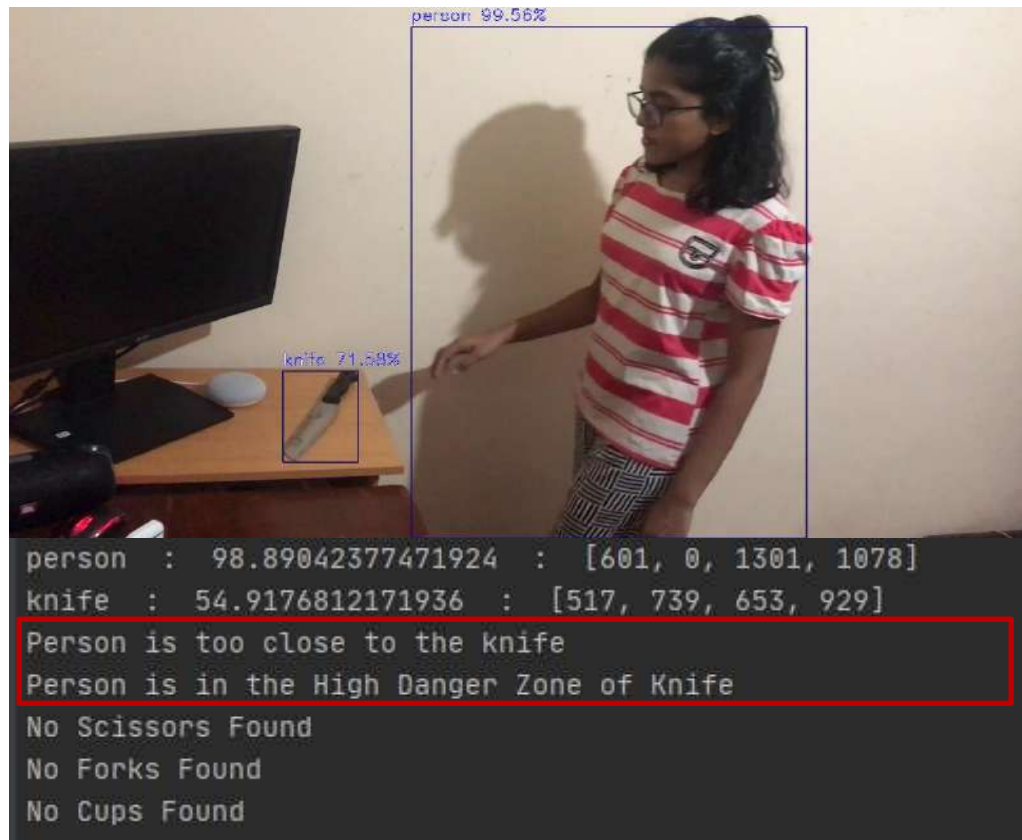 person 99.56%
knife 71.58%
person : 98.89042377471924 : [601, 0, 1301, 1078]
knife : 54.9176812171936 : [517, 739, 653, 929]
Person is too close to the knife
Person is in the High Danger Zone of Knife
No Scissors Found
No Forks Found
No Cups Found